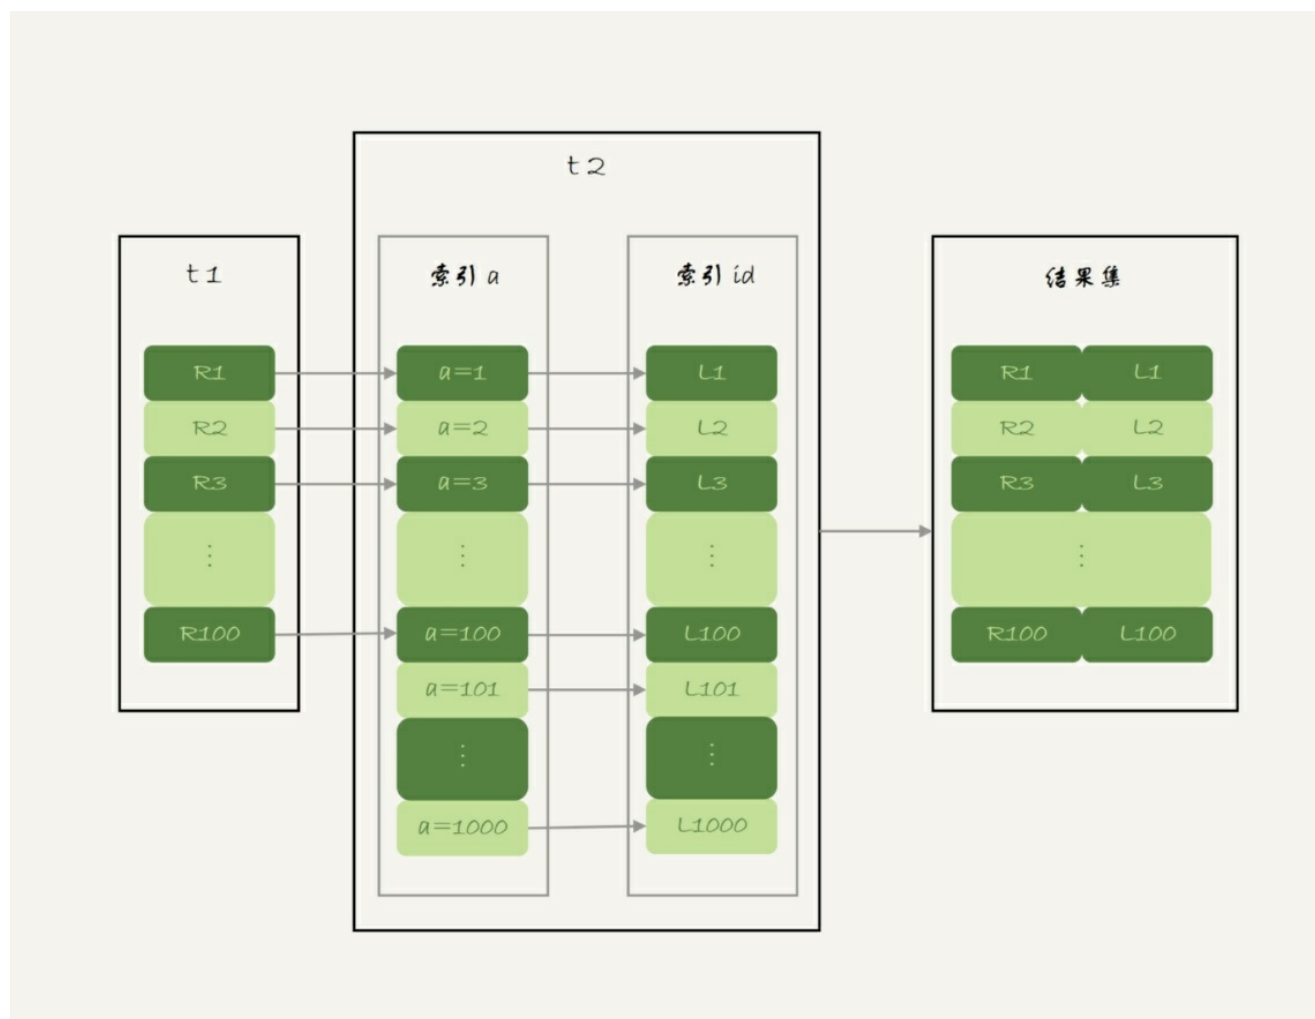 t2
t1
索引 a
索引 id
结果集
R1
a=1
L1
R1
L1
R2
a=2
L2
R2
L2
R3
a=3
L3
R3
L3
⋮
⋮
⋮
⋮
R100
a=100
L100
R100
L100
a=101
L101
⋮
⋮
a=1000
L1000